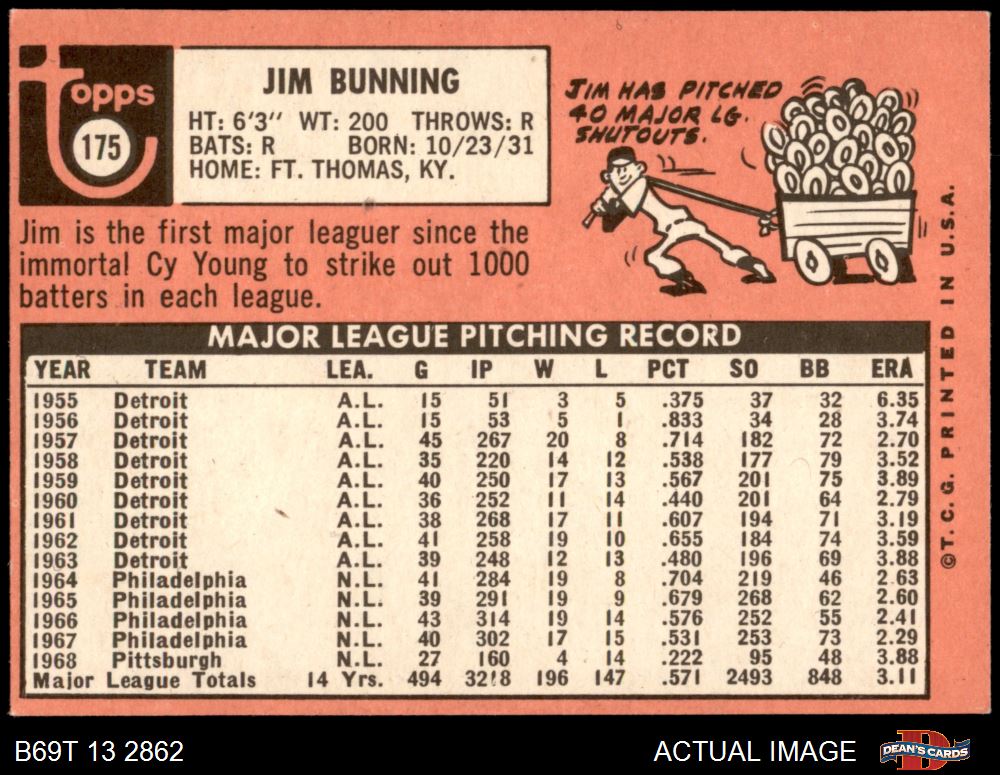 Topps
175
JIM BUNNING
HT: 6'3" WT: 200 THROWS: R
BATS: R BORN: 10/23/31
HOME: FT. THOMAS, KY.
JIM HAS PITCHED
40 MAJOR LG.
SHUTOUTS.
Jim is the first major leaguer since the
immortal Cy Young to strike out 1000
batters in each league.
MAJOR LEAGUE PITCHING RECORD
YEAR TEAM LEA. G IP W L PCT SO BB ERA
1955 Detroit A.L. 15 51 3 5 .375 37 32 6.35
1956 Detroit A.L. 15 53 5 1 .833 34 28 3.74
1957 Detroit A.L. 45 267 20 8 .714 182 72 2.70
1958 Detroit A.L. 35 220 14 12 .538 177 79 3.52
1959 Detroit A.L. 40 250 17 13 .567 201 75 3.89
1960 Detroit A.L. 36 252 11 14 .440 201 64 2.79
1961 Detroit A.L. 38 268 17 11 .607 194 71 3.19
1962 Detroit A.L. 41 258 19 10 .655 184 74 3.59
1963 Detroit A.L. 39 248 12 13 .480 196 69 3.88
1964 Philadelphia N.L. 41 284 19 8 .704 219 46 2.63
1965 Philadelphia N.L. 39 291 19 9 .679 268 62 2.60
1966 Philadelphia N.L. 43 314 19 14 .576 252 55 2.41
1967 Philadelphia N.L. 40 302 17 15 .531 253 73 2.29
1968 Pittsburgh N.L. 27 160 4 14 .222 95 48 3.88
Major League Totals 14 Yrs. 494 3218 196 147 .571 2493 848 3.11
©T. C. G. PRINTED IN U.S.A.
B69T 13 2862
ACTUAL IMAGE
D
DEAN'S CARDS